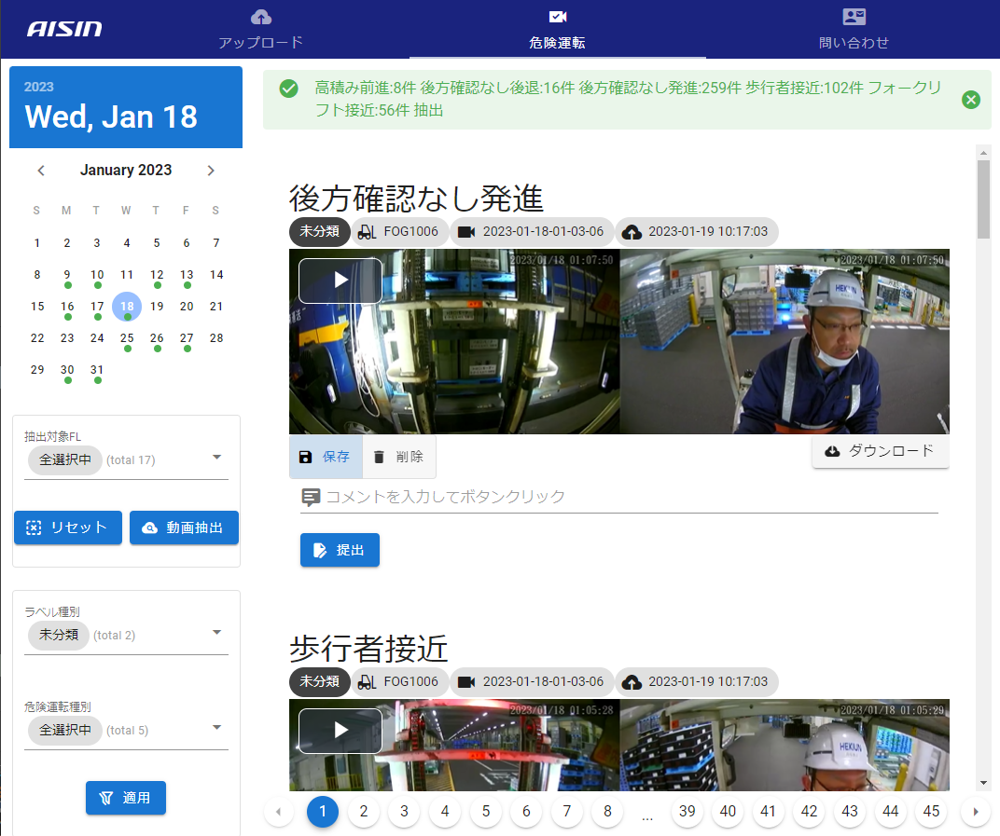 AISIN
アップロード
危険運転
問い合わせ
2023
Wed, Jan 18
January 2023
S M T W T F S
1 2 3 4 5 6 7
8 9 10 11 12 13 14
15 16 17 18 19 20 21
22 23 24 25 26 27 28
29 30 31
抽出対象FL
全選択中 (total 17)
リセット
動画抽出
ラベル種別
未分類 (total 2)
危険運転種別
全選択中 (total 5)
適用
高積み前進:8件 後方確認なし後退:16件 後方確認なし発進:259件 歩行者接近:102件 フォークリ
フト接近:56件 抽出
後方確認なし発進
未分類 FOG1006 2023-01-18-01-03-06 2023-01-19 10:17:03
2023/01/18 01:07:50
2023/01/18 01:07:50
HEKIUN
保存
削除
ダウンロード
コメントを入力してボタンクリック
提出
歩行者接近
未分類 FOG1006 2023-01-18-01-03-06 2023-01-19 10:17:03
2023/01/18 01:05:28
2023/01/18 01:05:29
HEKIUN
1 2 3 4 5 6 7 8 ... 39 40 41 42 43 44 45